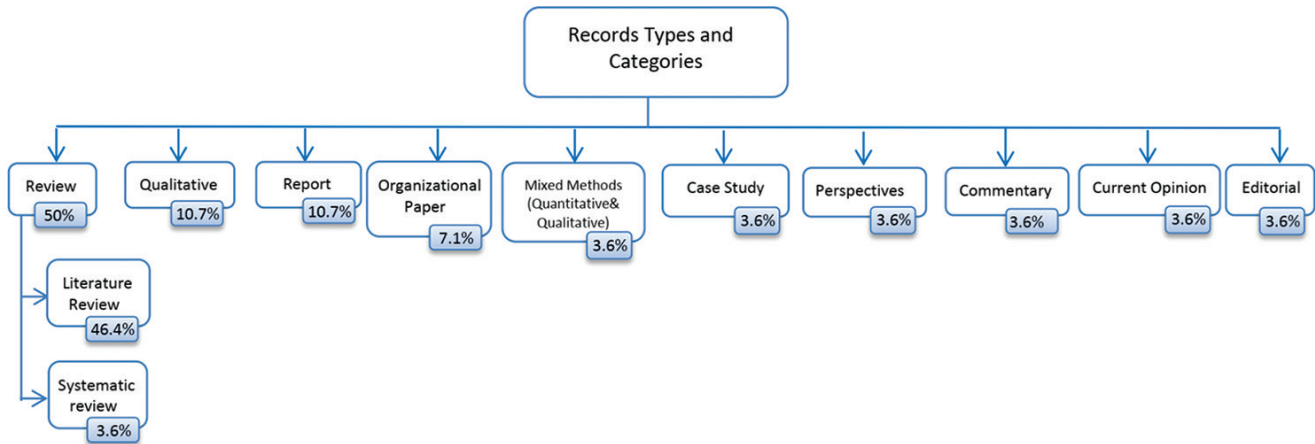 Records Types and
Categories
Review
50%
Qualitative
10.7%
Report
10.7%
Organizational
Paper
7.1%
Mixed Methods
(Quantitative&
Qualitative)
3.6%
Case Study
3.6%
Perspectives
3.6%
Commentary
3.6%
Current Opinion
3.6%
Editorial
3.6%
Literature
Review
46.4%
Systematic
review
3.6%